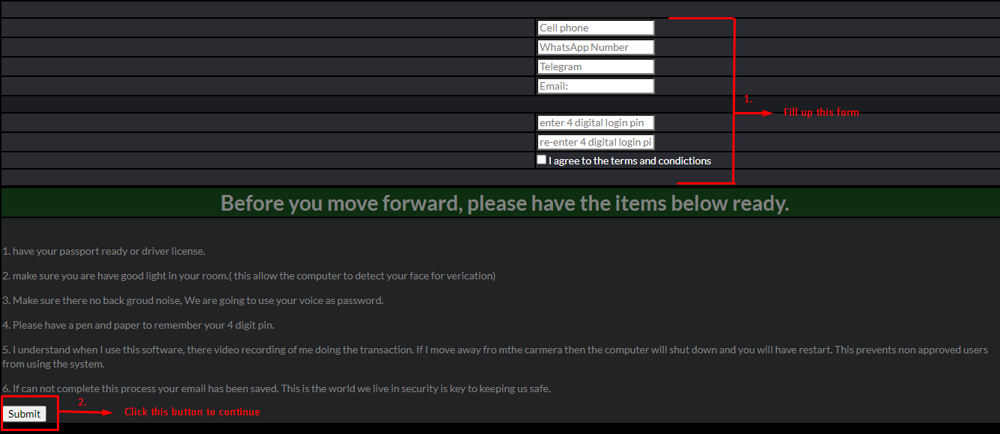 Cell phone
WhatsApp Number
Telegram
Email:
1.
Fill up this form
enter 4 digital login pin
re-enter 4 digital login pi
I agree to the terms and condictions
Before you move forward, please have the items below ready.
1. have your passport ready or driver license.
2. make sure you are have good light in your room.( this allow the computer to detect your face for verication)
3. Make sure there no back groud noise, We are going to use your voice as password.
4. Please have a pen and paper to remember your 4 digit pin.
5. I understand when I use this software, there video recording of me doing the transaction. If I move away fro mthe carmera then the computer will shut down and you will have restart. This prevents non approved users
from using the system.
6. If can not complete this process your email has been saved. This is the world we live in security is key to keeping us safe.
2.
Submit
Click this button to continue